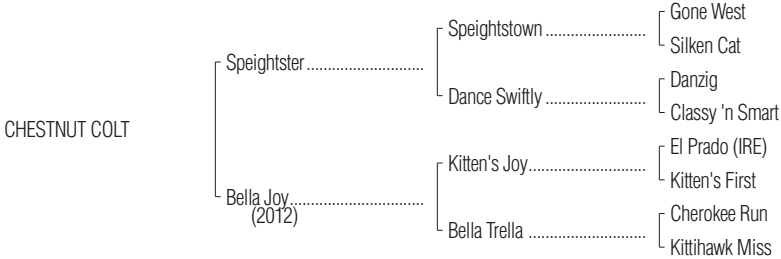 Gone West
Speightstown
Silken Cat
Speightster
Danzig
Dance Swiftly
Classy 'n Smart
CHESTNUT COLT
El Prado (IRE)
Kitten's Joy
Kitten's First
Bella Joy
(2012)
Cherokee Run
Bella Trella
Kittihawk Miss